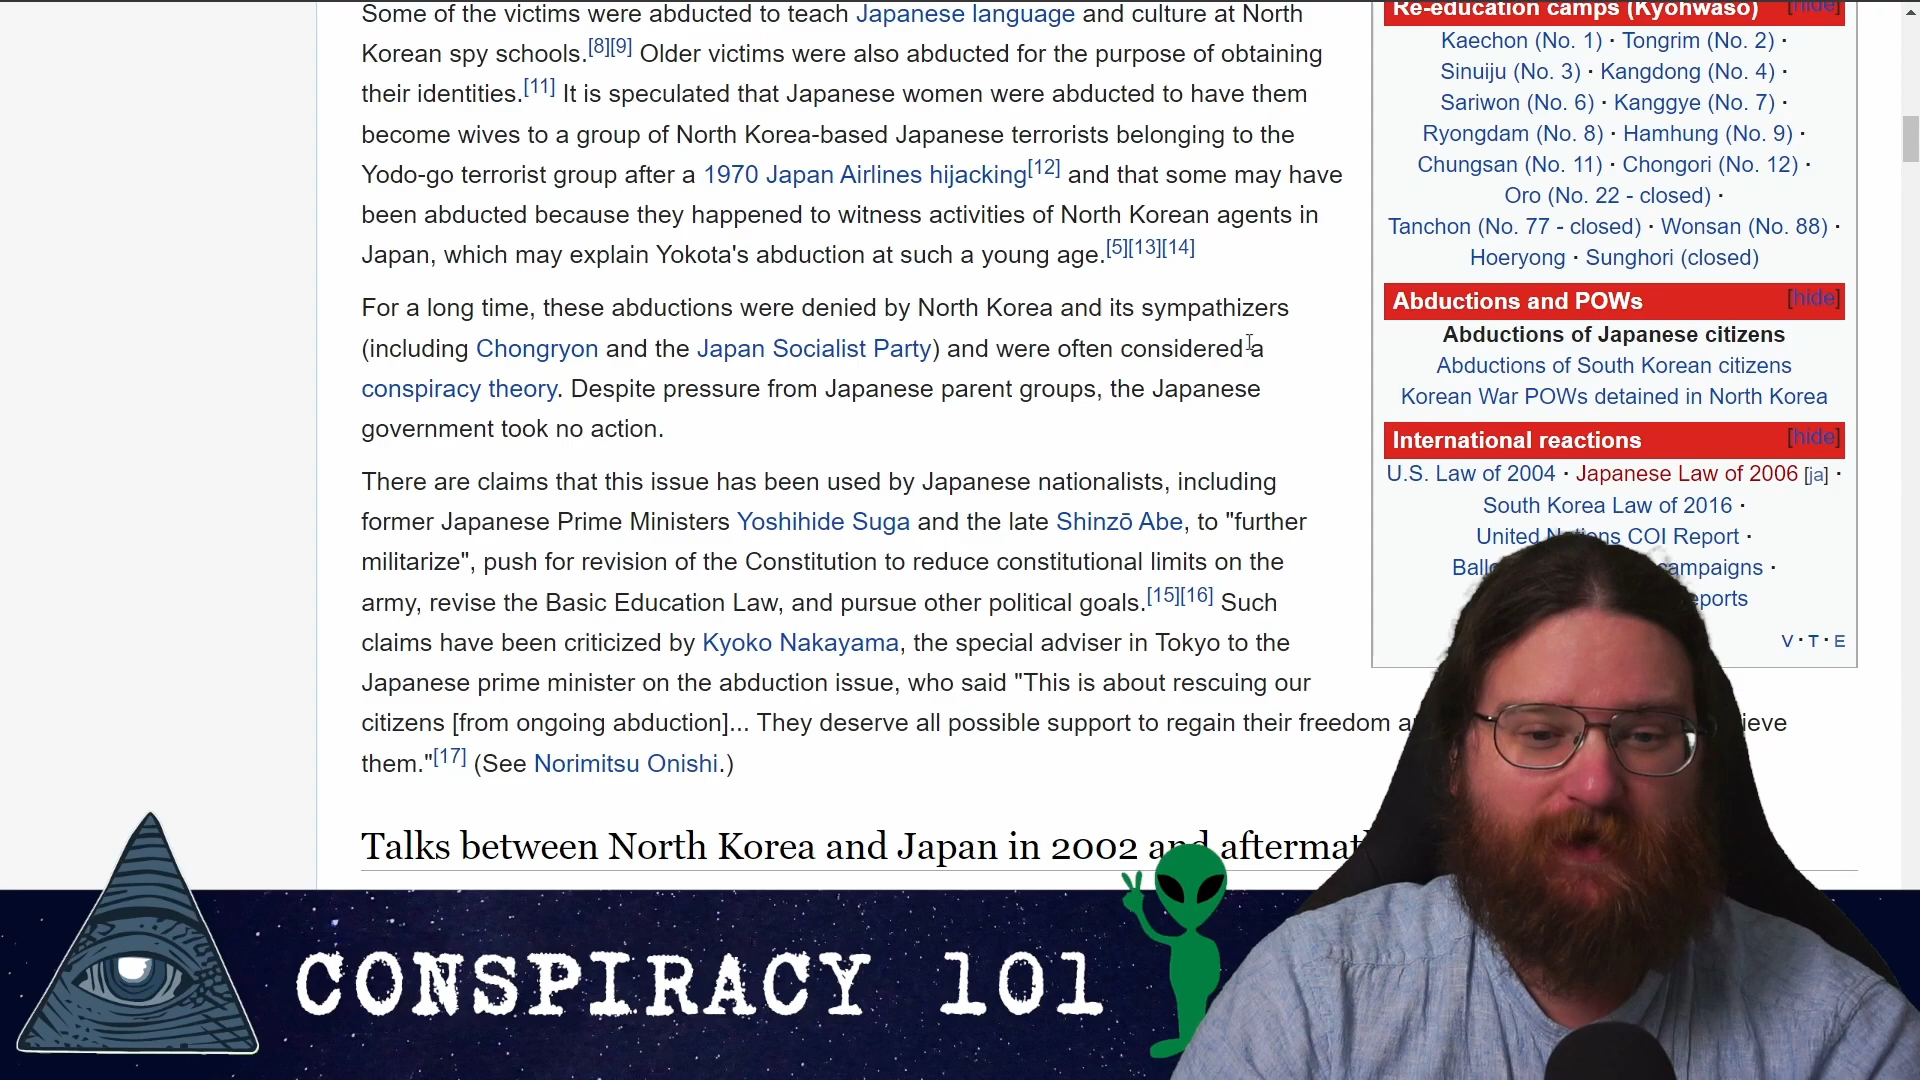 Some of the victims were abducted to teach Japanese language and culture at North
Korean spy schools.[8][9] Older victims were also abducted for the purpose of obtaining
their identities.[11] It is speculated that Japanese women were abducted to have them
become wives to a group of North Korea-based Japanese terrorists belonging to the
Yodo-go terrorist group after a 1970 Japan Airlines hijacking[12] and that some may have
been abducted because they happened to witness activities of North Korean agents in
Japan, which may explain Yokota's abduction at such a young age.[5][13][14]
For a long time, these abductions were denied by North Korea and its sympathizers
(including Chongryon and the Japan Socialist Party) and were often considered a
conspiracy theory. Despite pressure from Japanese parent groups, the Japanese
government took no action.
There are claims that this issue has been used by Japanese nationalists, including
former Japanese Prime Ministers Yoshihide Suga and the late Shinzō Abe, to "further
militarize", push for revision of the Constitution to reduce constitutional limits on the
army, revise the Basic Education Law, and pursue other political goals.[15][16] Such
claims have been criticized by Kyoko Nakayama, the special adviser in Tokyo to the
Japanese prime minister on the abduction issue, who said "This is about rescuing our
citizens [from ongoing abduction]... They deserve all possible support to regain their freedom
them."[17] (See Norimitsu Onishi.)
Talks between North Korea and Japan in 2002 and aftermat
Re-education camps (Kyohwaso) [hide]
Kaechon (No. 1) · Tongrim (No. 2) ·
Sinuiju (No. 3) · Kangdong (No. 4) ·
Sariwon (No. 6) · Kanggye (No. 7) ·
Ryongdam (No. 8) · Hamhung (No. 9) ·
Chungsan (No. 11) · Chongori (No. 12) ·
Oro (No. 22 - closed) ·
Tanchon (No. 77 - closed) · Wonsan (No. 88) ·
Hoeryong · Sunghori (closed)
Abductions and POWs [hide]
Abductions of Japanese citizens
Abductions of South Korean citizens
Korean War POWs detained in North Korea
International reactions [hide]
U.S. Law of 2004 · Japanese Law of 2006 [ja] ·
South Korea Law of 2016 ·
United Nations COI Report ·
Ball campaigns ·
eports
V · T · E
CONSPIRACY 101